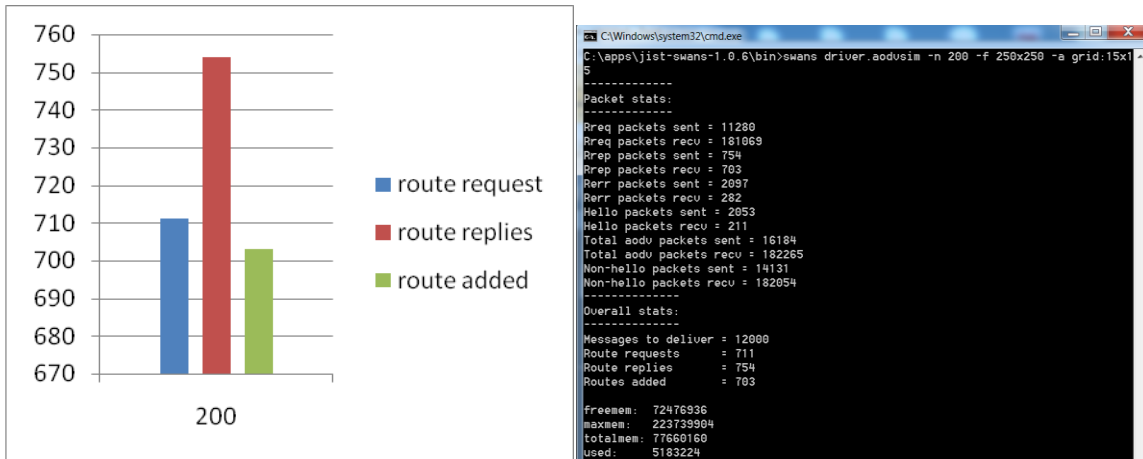 760
750
740
730
720
710
700
690
680
670
200
route request
route replies
route added
C:\Windows\system32\cmd.exe
C:\apps\jist-swans-1.0.6\bin>swans driver.aodvsim -n 200 -f 250x250 -a grid:15x1
5
-------------
Packet stats:
-------------
Rreq packets sent = 11280
Rreq packets recv = 181069
Rrep packets sent = 754
Rrep packets recv = 703
Rerr packets sent = 2097
Rerr packets recv = 282
Hello packets sent = 2053
Hello packets recv = 211
Total aodv packets sent = 16184
Total aodv packets recv = 182265
Non-hello packets sent = 14131
Non-hello packets recv = 182054
--------------
Overall stats:
--------------
Messages to deliver = 12000
Route requests      = 711
Route replies       = 754
Routes added        = 703
freemem:  72476936
maxmem:   223739904
totalmem: 77660160
used:     5183224